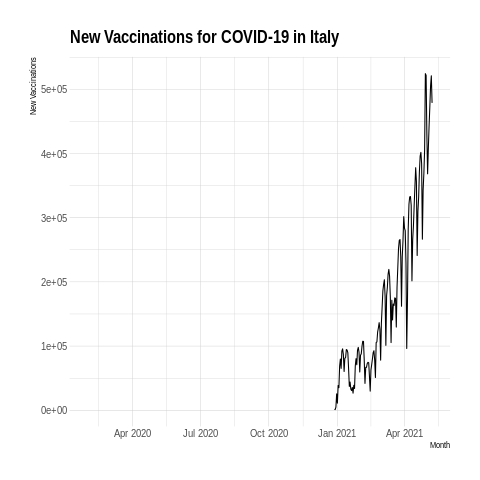 New Vaccinations for COVID-19 in Italy
New Vaccinations
5e+05
4e+05
3e+05
2e+05
1e+05
0e+00
Apr 2020 Jul 2020 Oct 2020 Jan 2021 Apr 2021
Month